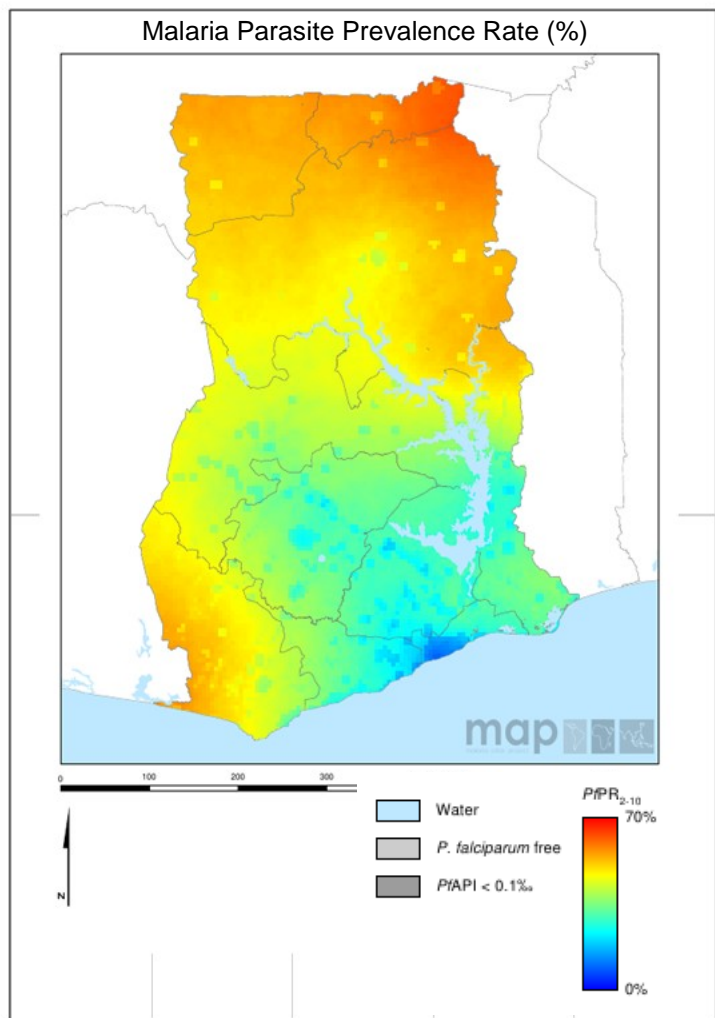 Malaria Parasite Prevalence Rate (%)
map
0 100 200 300
Water
P. falciparum free
PfAPI < 0.1‰
PfPR2-10
70%
0%
N